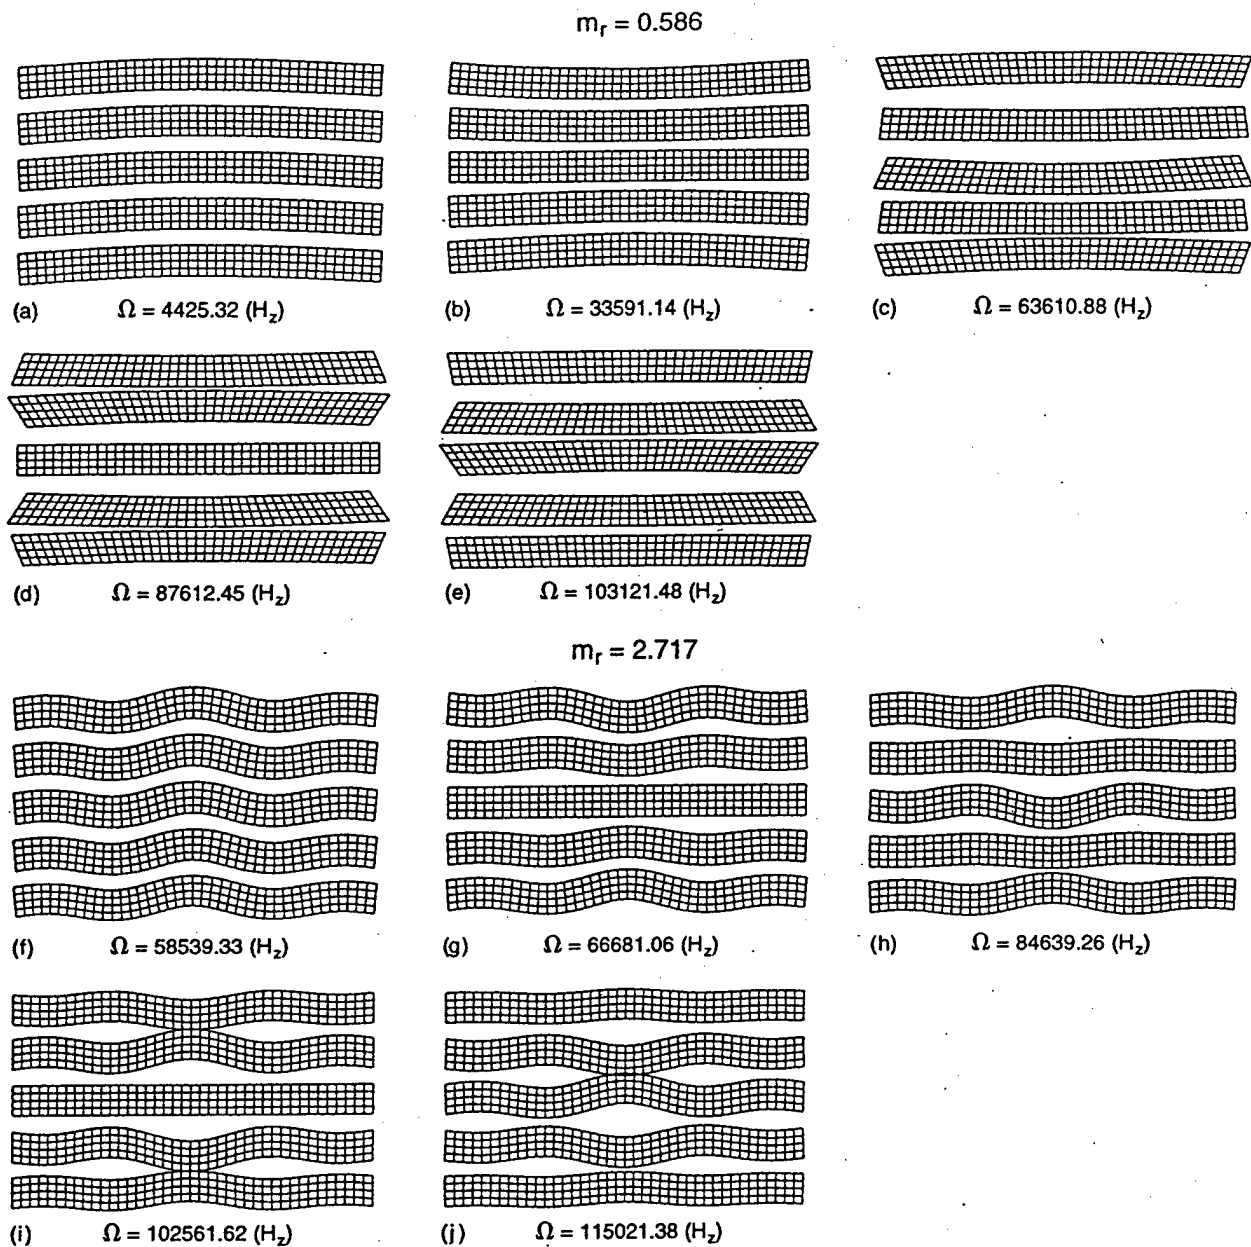 m_r = 0.586
(a) Ω = 4425.32 (H_z)
(b) Ω = 33591.14 (H_z)
(c) Ω = 63610.88 (H_z)
(d) Ω = 87612.45 (H_z)
(e) Ω = 103121.48 (H_z)
m_r = 2.717
(f) Ω = 58539.33 (H_z)
(g) Ω = 66681.06 (H_z)
(h) Ω = 84639.26 (H_z)
(i) Ω = 102561.62 (H_z)
(j) Ω = 115021.38 (H_z)